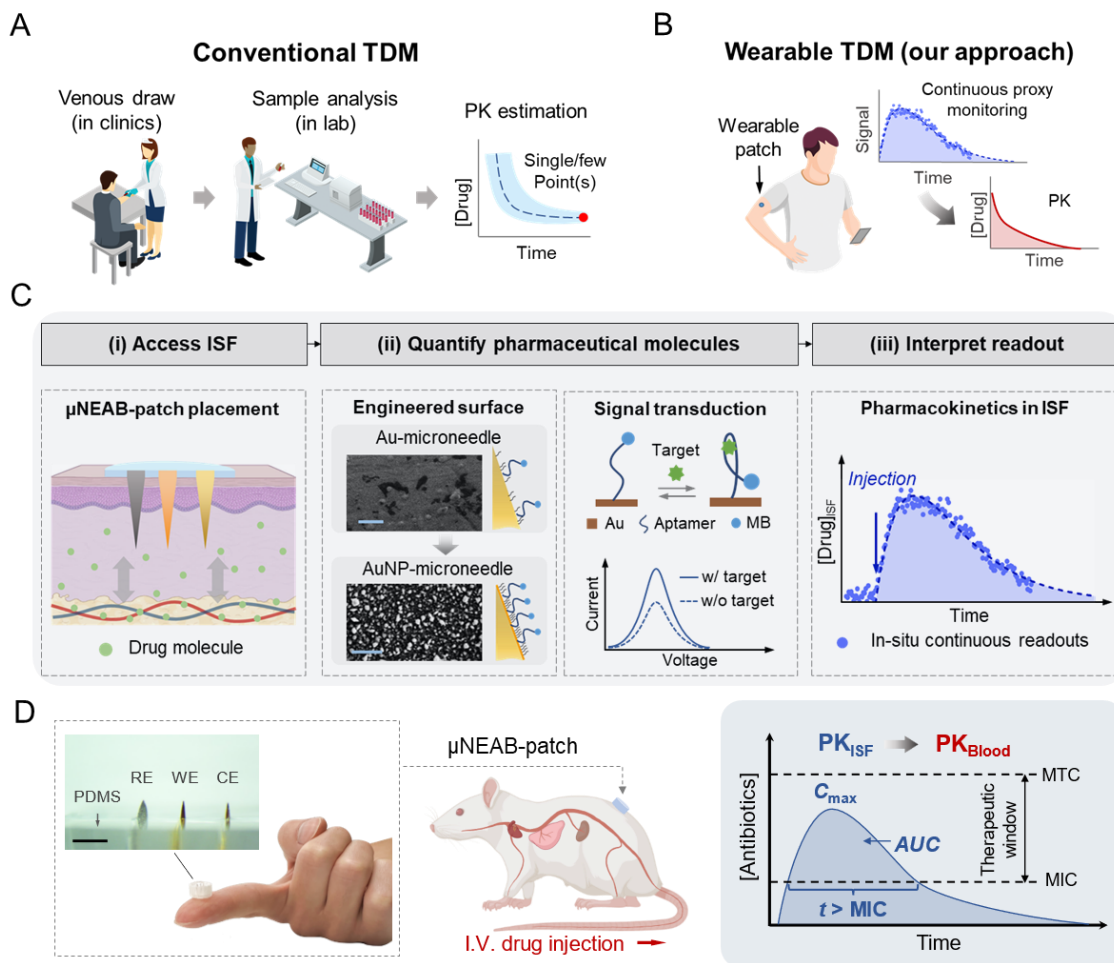 A
Conventional TDM
Venous draw
(in clinics)
Sample analysis
(in lab)
PK estimation
Single/few
Point(s)
[Drug]
Time
B
Wearable TDM (our approach)
Wearable
patch
Continuous proxy
monitoring
Signal
Time
PK
[Drug]
Time
C
(i) Access ISF
(ii) Quantify pharmaceutical molecules
(iii) Interpret readout
µNEAB-patch placement
Drug molecule
Engineered surface
Au-microneedle
AuNP-microneedle
Signal transduction
Target
Au
Aptamer
MB
Current
w/ target
w/o target
Voltage
Pharmacokinetics in ISF
Injection
[Drug]ISF
Time
In-situ continuous readouts
D
PDMS
RE
WE
CE
µNEAB-patch
I.V. drug injection
PKISF
PKBlood
MTC
Cmax
AUC
Therapeutic
window
MIC
t > MIC
[Antibiotics]
Time